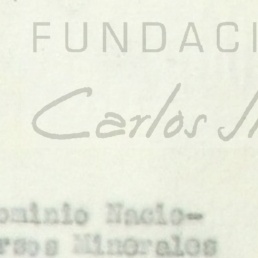 FUNDACI
Carlos
ominio Nacio-
rsos Minerales